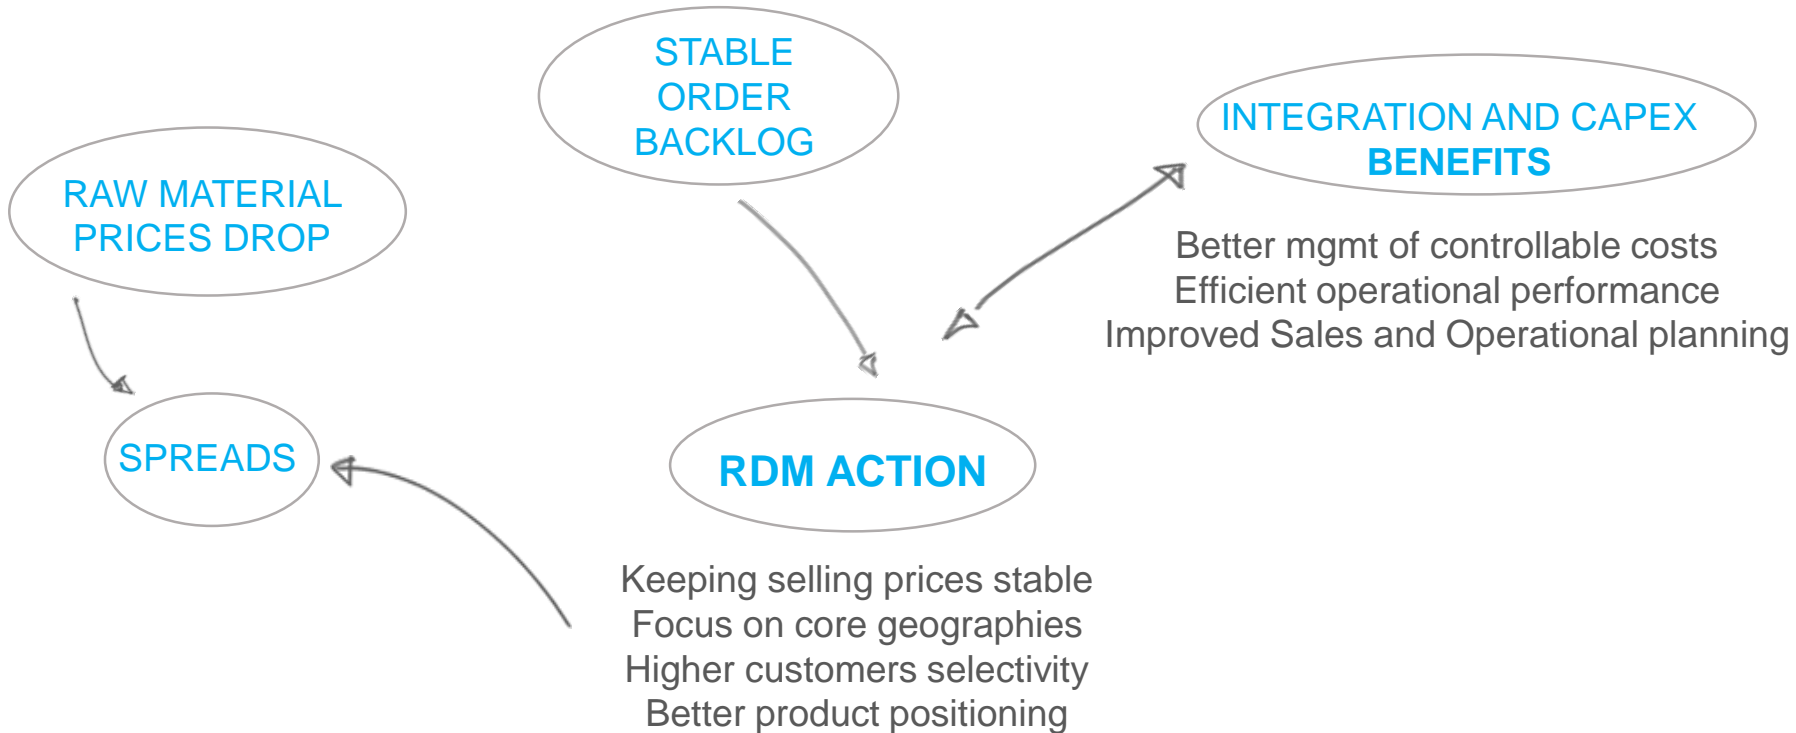 STABLE
ORDER
BACKLOG
INTEGRATION AND CAPEX
BENEFITS
RAW MATERIAL
PRICES DROP
Better mgmt of controllable costs
Efficient operational performance
Improved Sales and Operational planning
SPREADS
RDM ACTION
Keeping selling prices stable
Focus on core geographies
Higher customers selectivity
Better product positioning